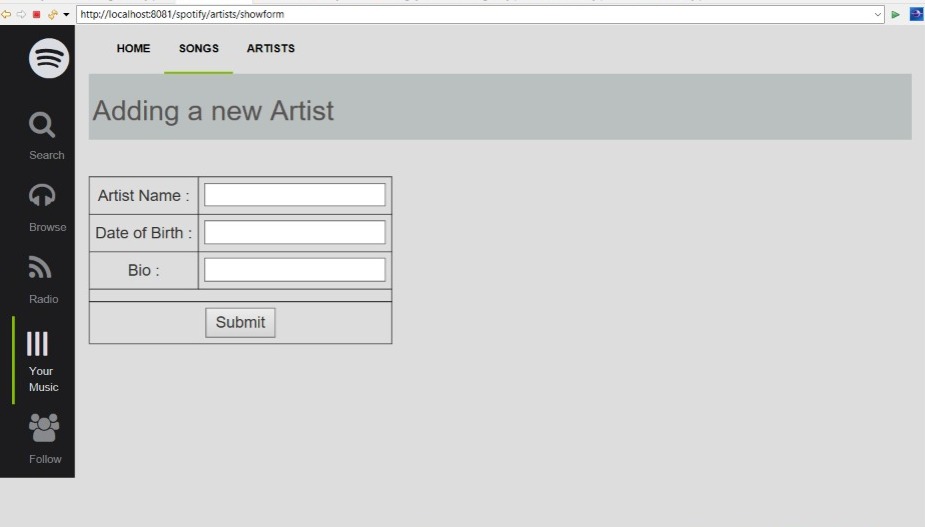 http://localhost:8081/spotify/artists/showform
HOME SONGS ARTISTS
Adding a new Artist
Search
Browse
Radio
Your
Music
Follow
Artist Name :
Date of Birth :
Bio :
Submit